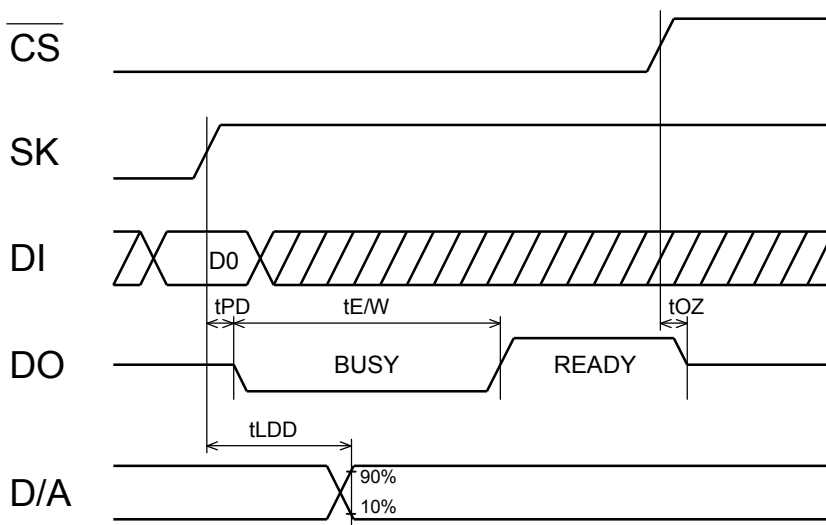 CS
SK
DI
D0
tPD
tE/W
tOZ
DO
BUSY
READY
tLDD
D/A
90%
10%